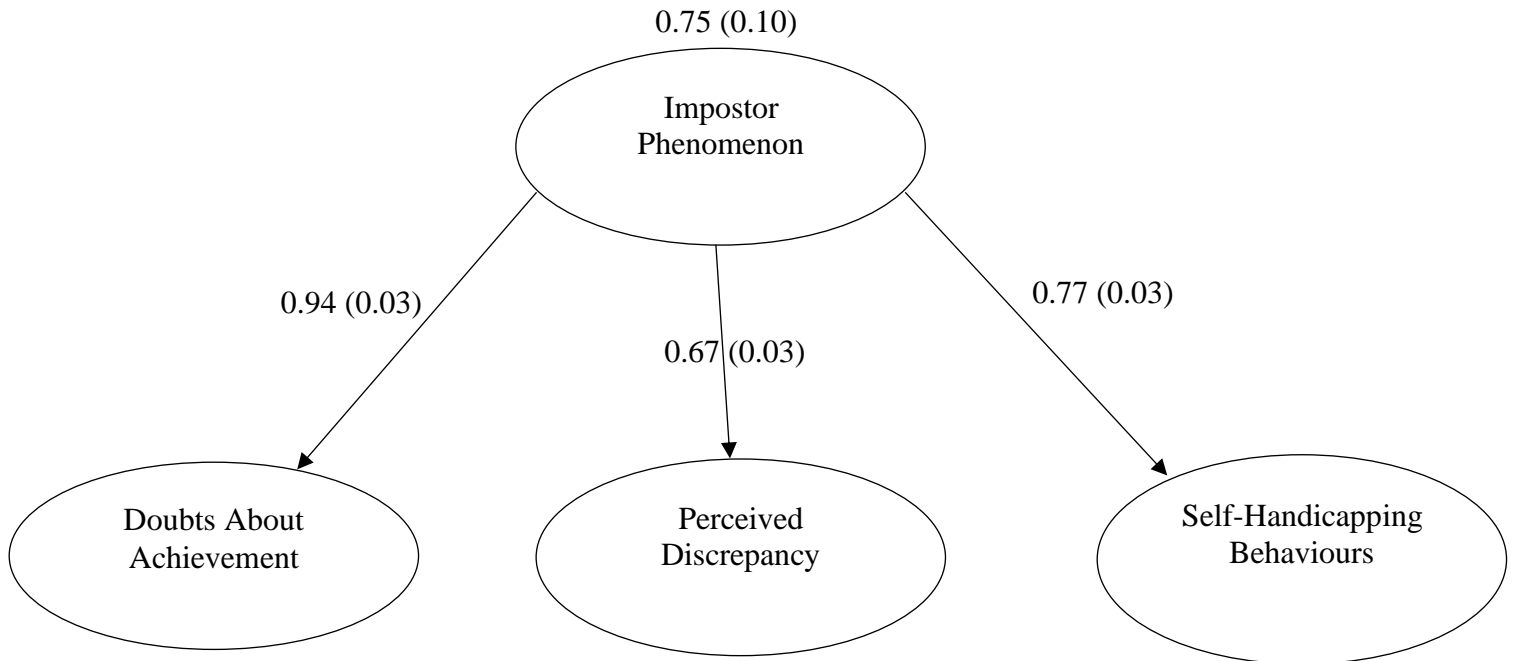 0.75 (0.10)
Impostor
Phenomenon
0.94 (0.03)
0.67 (0.03)
0.77 (0.03)
Doubts About
Achievement
Perceived
Discrepancy
Self-Handicapping
Behaviours